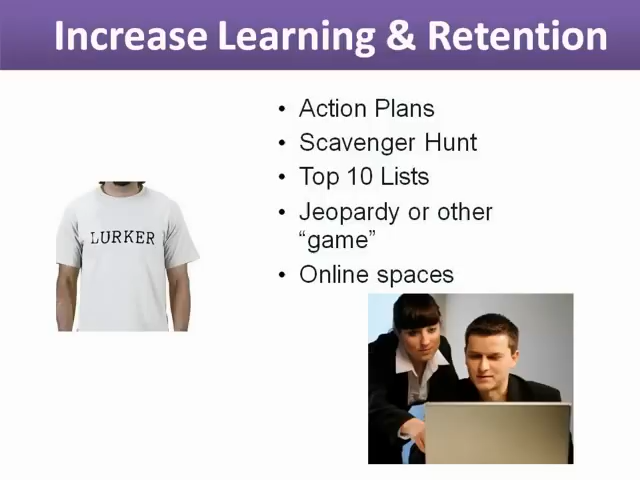 Increase Learning & Retention
• Action Plans
• Scavenger Hunt
• Top 10 Lists
• Jeopardy or other
“game”
• Online spaces
LURKER